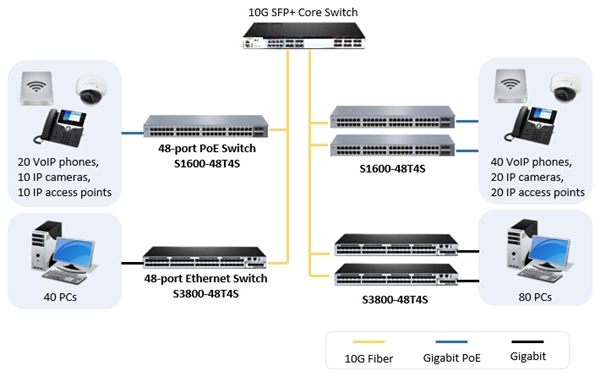 10G SFP+ Core Switch
20 VoIP phones,
10 IP cameras,
10 IP access points
48-port PoE Switch
S1600-48T4S
S1600-48T4S
40 VoIP phones,
20 IP cameras,
20 IP access points
40 PCs
48-port Ethernet Switch
S3800-48T4S
S3800-48T4S
80 PCs
10G Fiber
Gigabit PoE
Gigabit